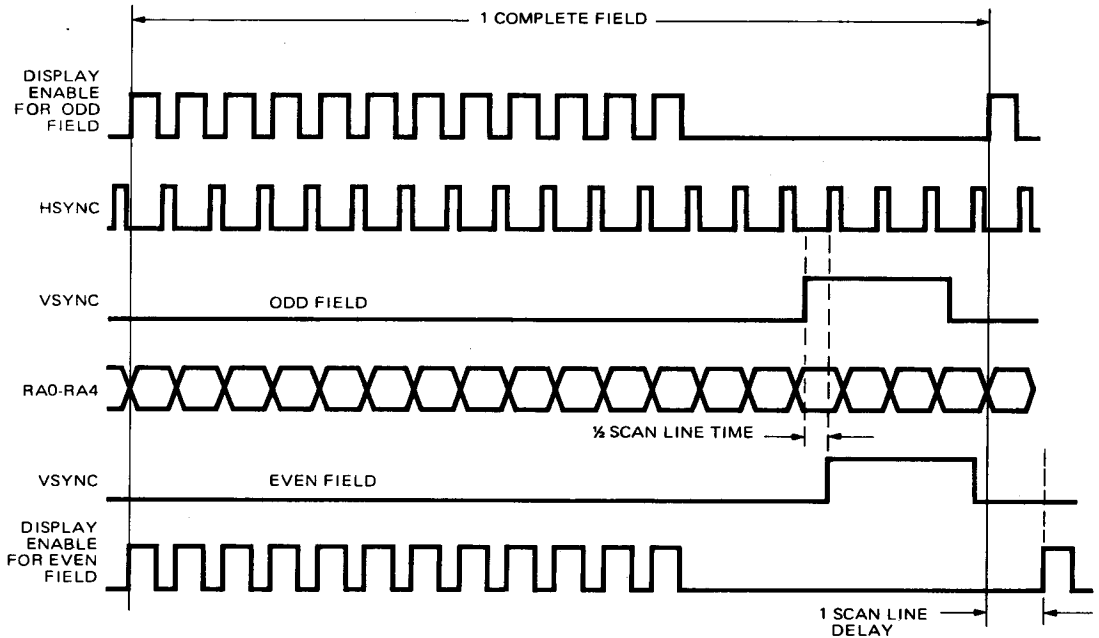 1 COMPLETE FIELD
DISPLAY
ENABLE
FOR ODD
FIELD
HSYNC
VSYNC
ODD FIELD
RA0-RA4
½ SCAN LINE TIME
VSYNC
EVEN FIELD
DISPLAY
ENABLE
FOR EVEN
FIELD
1 SCAN LINE
DELAY